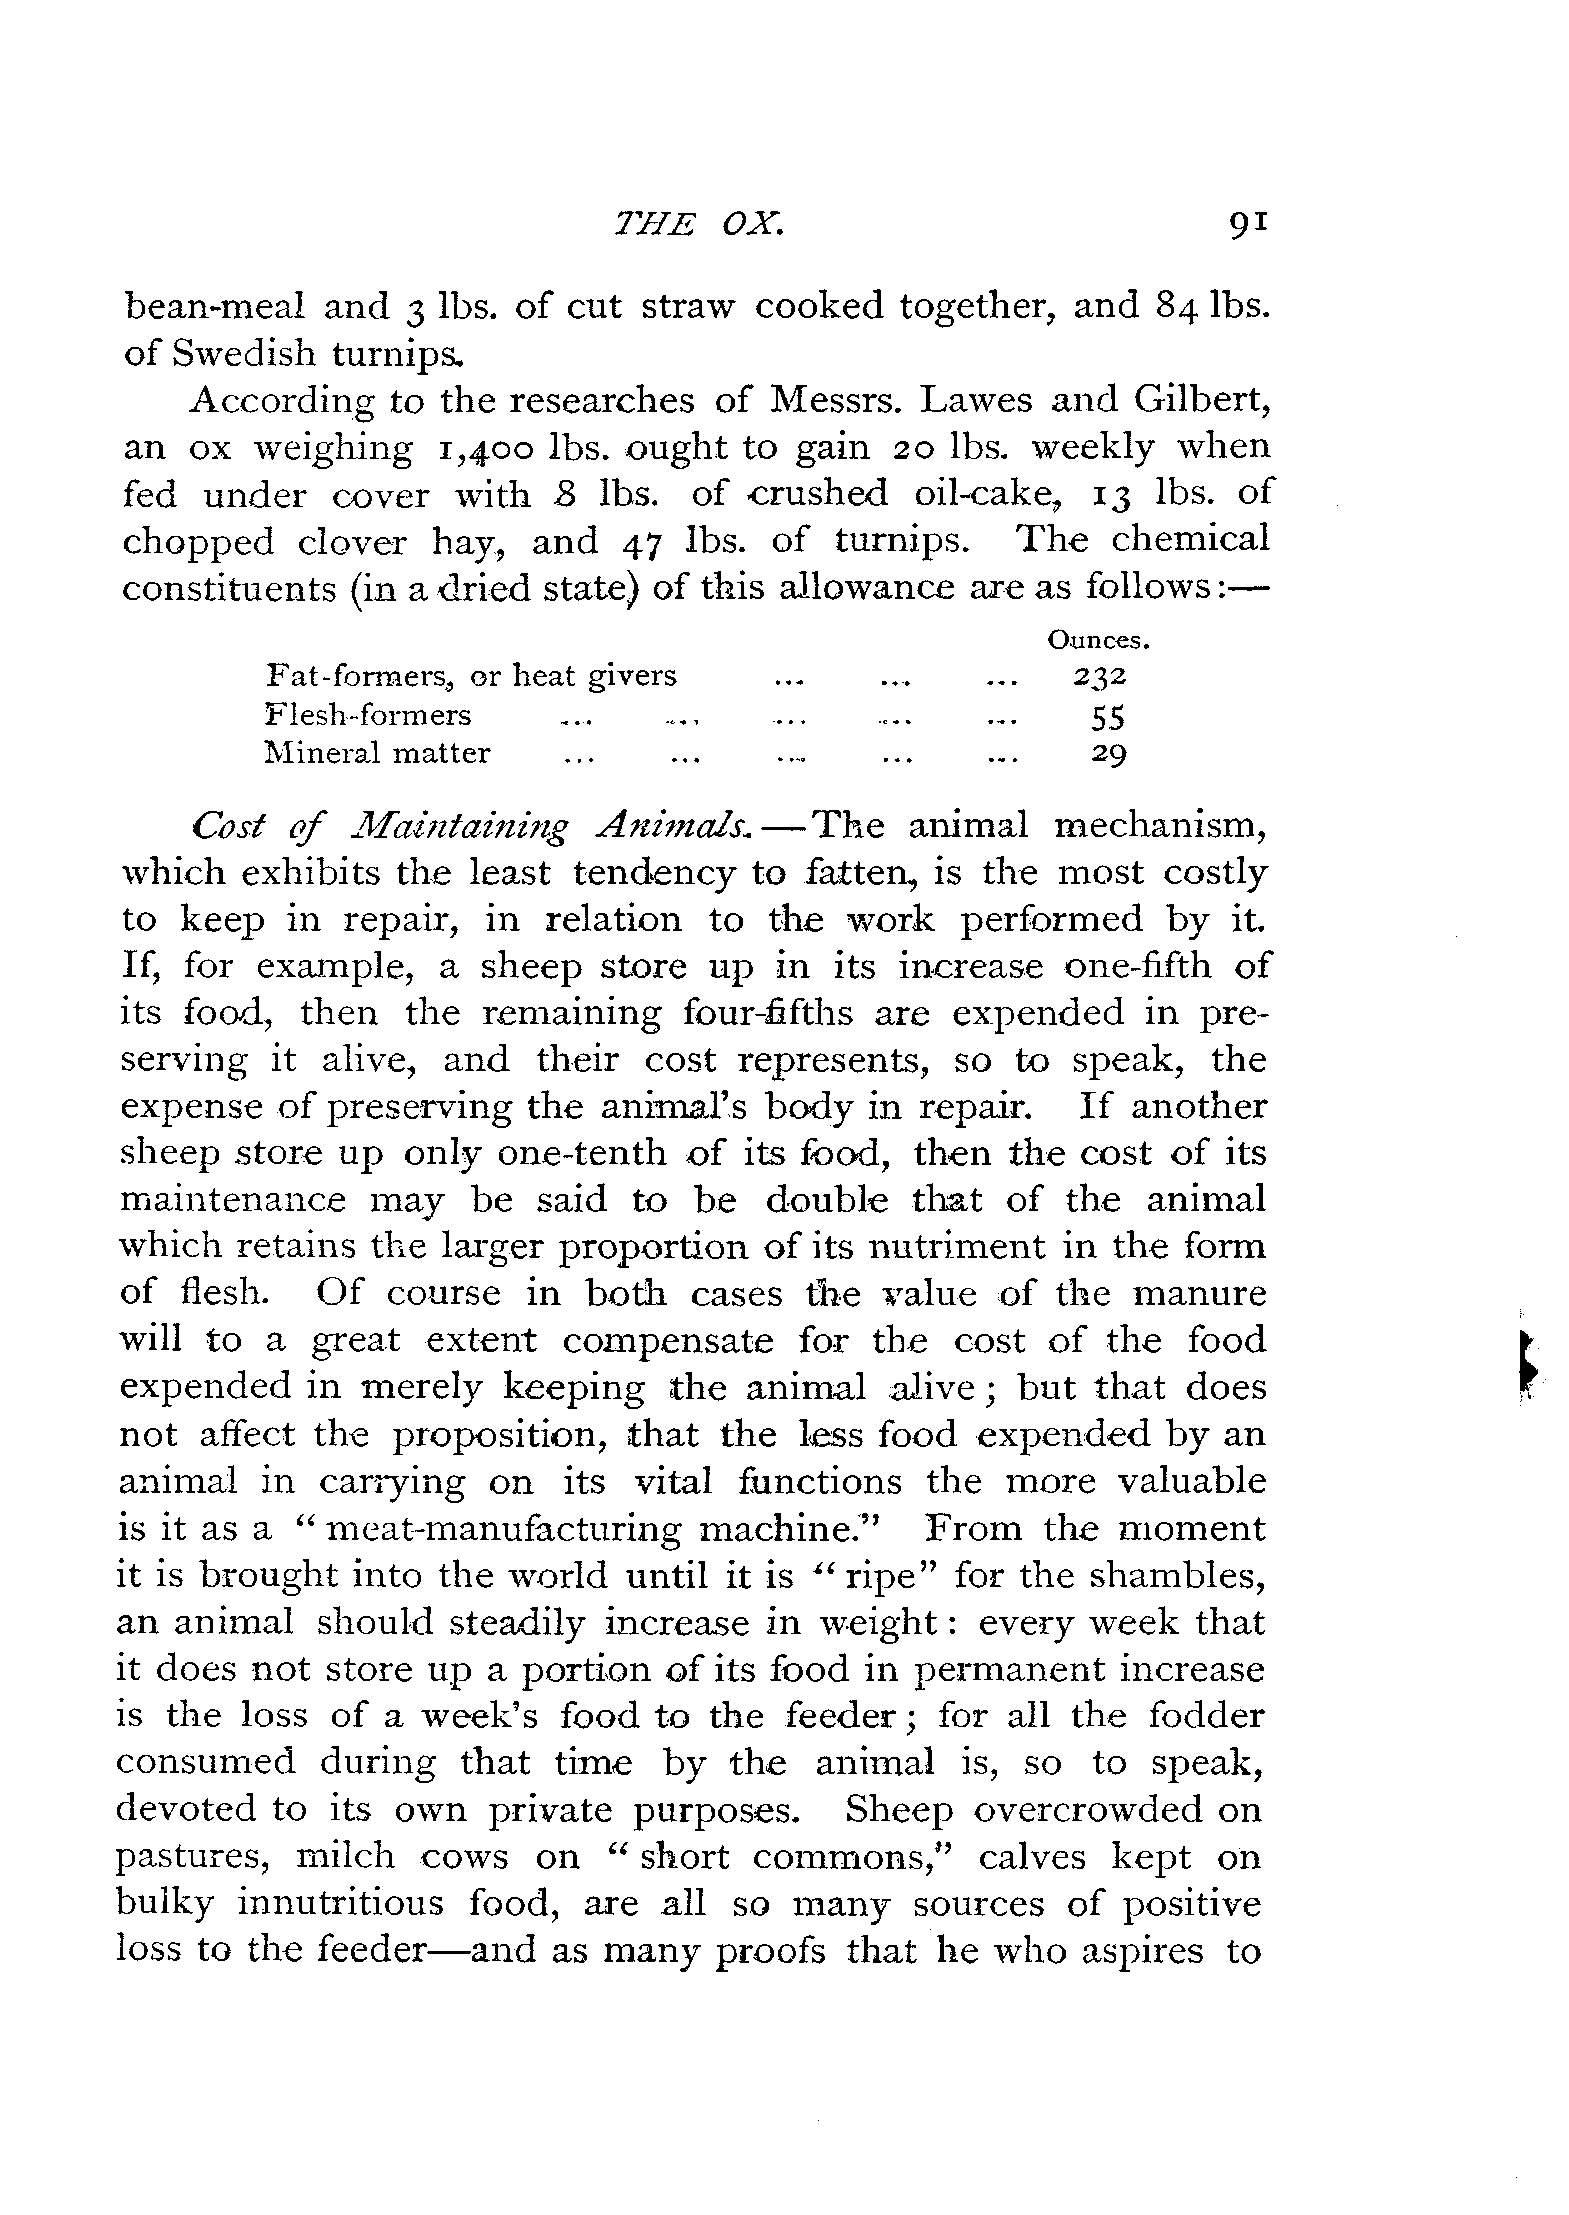 THE OX. 91
bean-meal and 3 lbs. of cut straw cooked together, and 84 lbs.
of Swedish turnips.
According to the researches of Messrs. Lawes and Gilbert,
an ox weighing 1,400 lbs. ought to gain 20 lbs. weekly when
fed under cover with 8 lbs. of crushed oil-cake, 13 lbs. of
chopped clover hay, and 47 lbs. of turnips. The chemical
constituents (in a dried state) of this allowance are as follows:—
Ounces.
Fat-formers, or heat givers ... ... ... 232
Flesh-formers ... ... ... ... ... 55
Mineral matter ... ... ... ... ... 29
Cost of Maintaining Animals.—The animal mechanism,
which exhibits the least tendency to fatten, is the most costly
to keep in repair, in relation to the work performed by it.
If, for example, a sheep store up in its increase one-fifth of
its food, then the remaining four-fifths are expended in pre-
serving it alive, and their cost represents, so to speak, the
expense of preserving the animal's body in repair. If another
sheep store up only one-tenth of its food, then the cost of its
maintenance may be said to be double that of the animal
which retains the larger proportion of its nutriment in the form
of flesh. Of course in both cases the value of the manure
will to a great extent compensate for the cost of the food
expended in merely keeping the animal alive; but that does
not affect the proposition, that the less food expended by an
animal in carrying on its vital functions the more valuable
is it as a "meat-manufacturing machine." From the moment
it is brought into the world until it is "ripe" for the shambles,
an animal should steadily increase in weight: every week that
it does not store up a portion of its food in permanent increase
is the loss of a week's food to the feeder; for all the fodder
consumed during that time by the animal is, so to speak,
devoted to its own private purposes. Sheep overcrowded on
pastures, milch cows on "short commons," calves kept on
bulky innutritious food, are all so many sources of positive
loss to the feeder—and as many proofs that he who aspires to